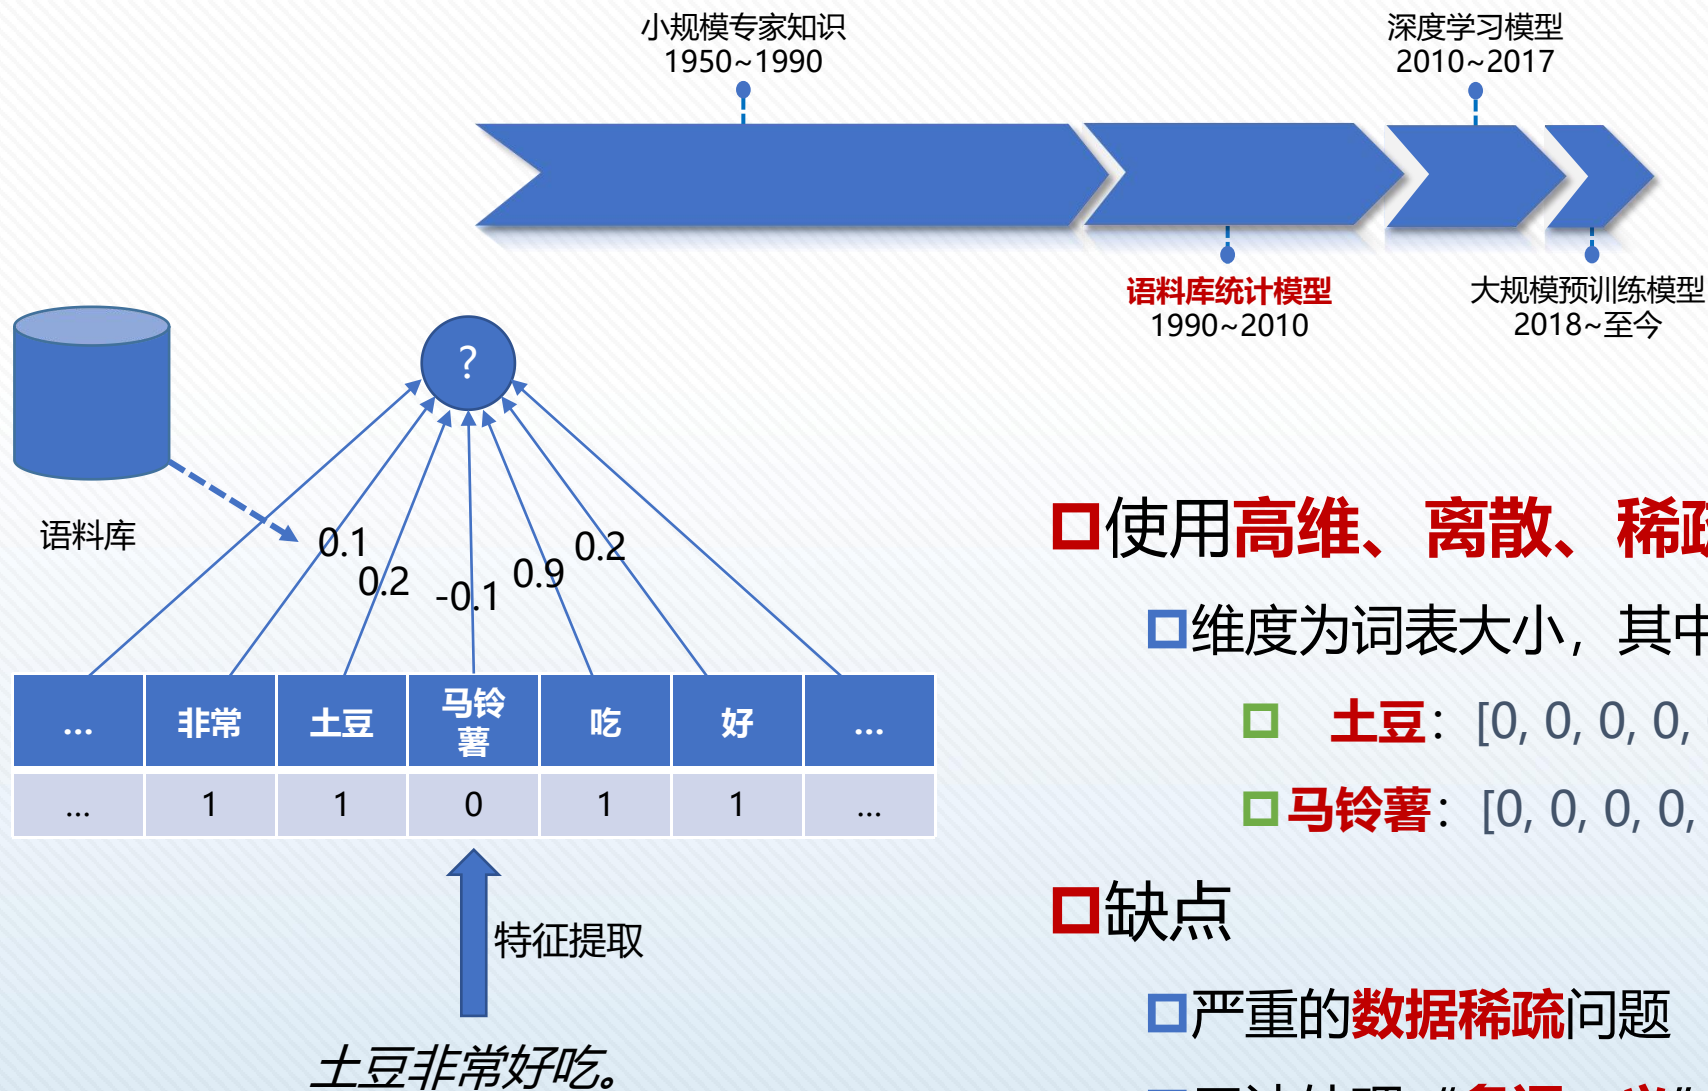 小规模专家知识
1950~1990
深度学习模型
2010~2017
语料库统计模型
1990~2010
大规模预训练模型
2018~至今
?
语料库
0.1
0.2
-0.1
0.9
0.2
... 非常 土豆 马铃薯 吃 好 ...
... 1 1 0 1 1 ...
特征提取
土豆非常好吃。
使用高维、离散、稀疏
维度为词表大小，其中
土豆：[0, 0, 0, 0,
马铃薯：[0, 0, 0, 0,
缺点
严重的数据稀疏问题